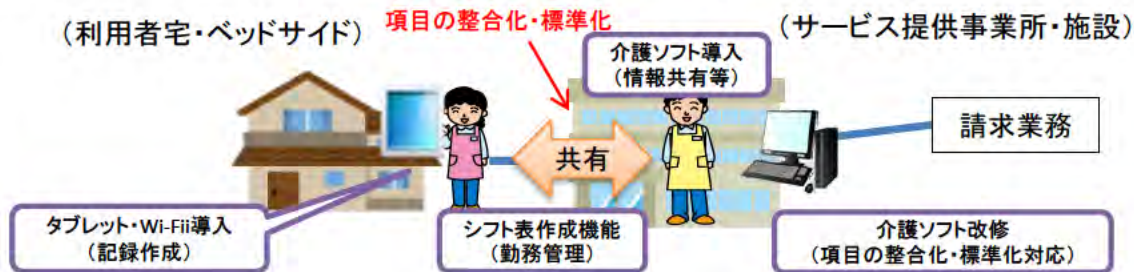 （利用者宅・ベッドサイド）
項目の整合化・標準化
（サービス提供事業所・施設）
介護ソフト導入
（情報共有等）
共有
請求業務
タブレット・Wi-Fii導入
（記録作成）
シフト表作成機能
（勤務管理）
介護ソフト改修
（項目の整合化・標準化対応）